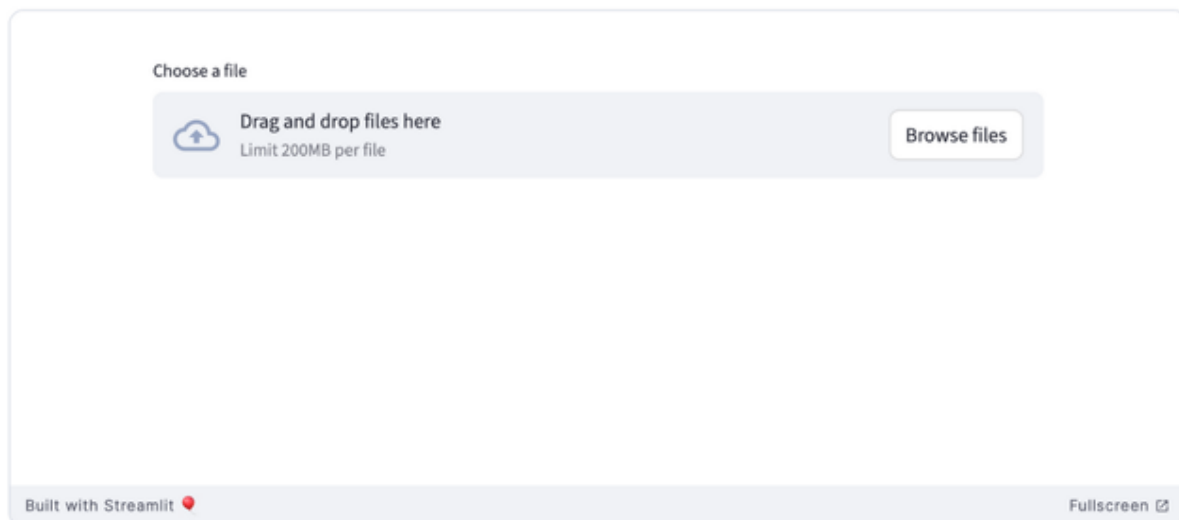 Choose a file
Drag and drop files here
Limit 200MB per file
Browse files
Built with Streamlit
Fullscreen